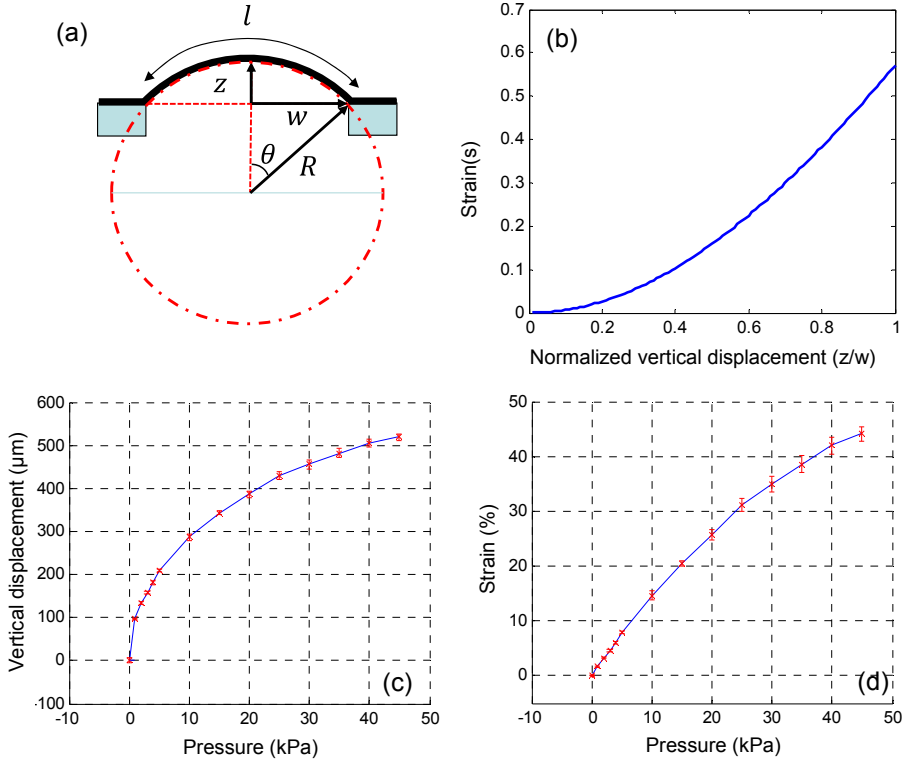 (a)
l
z
w
θ
R
(b)
Strain(s)
0.6
0.5
0.4
0.3
0.2
0.1
0
0 0.2 0.4 0.6 0.8 1
Normalized vertical displacement (z/w)
Vertical displacement (µm)
600
500
400
300
200
100
0
-100
-10 0 10 20 30 40 50
Pressure (kPa)
(c)
Strain (%)
50
40
30
20
10
0
-10 0 10 20 30 40 50
Pressure (kPa)
(d)